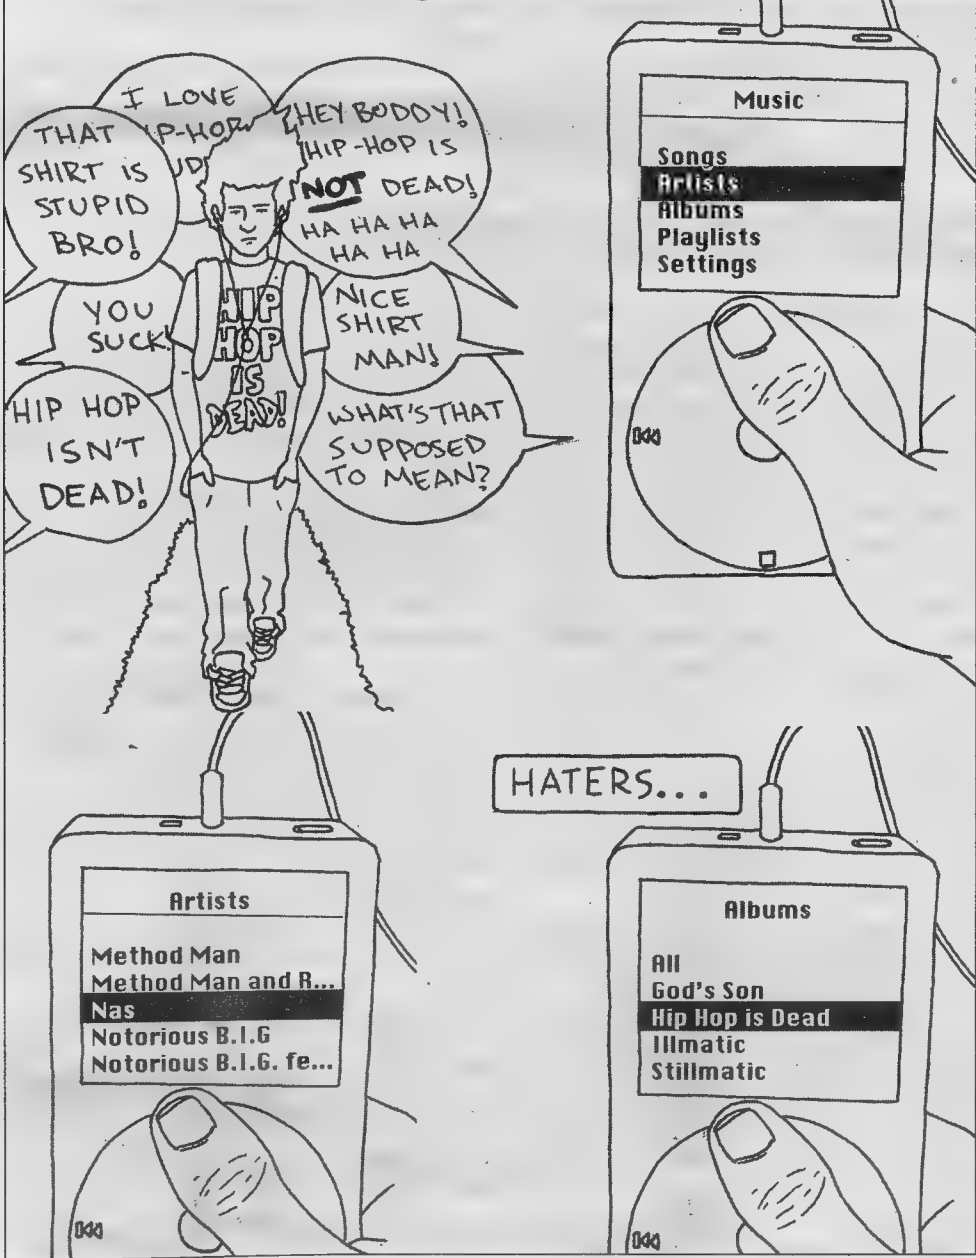 I LOVE
P-HOP
UD
THAT
SHIRT IS
STUPID
BRO!
HEY BUDDY!
HIP-HOP IS
NOT DEAD!
HA HA HA
HA HA
YOU
SUCK!
NICE
SHIRT
MAN!
HIP HOP
ISN'T
DEAD!
WHAT'S THAT
SUPPOSED
TO MEAN?
HIP
HOP
IS
DEAD!
Music
Songs
Artists
Albums
Playlists
Settings
Artists
Method Man
Method Man and R...
Nas
Notorious B.I.G
Notorious B.I.G. fe...
HATERS...
Albums
All
God's Son
Hip Hop is Dead
Illmatic
Stillmatic